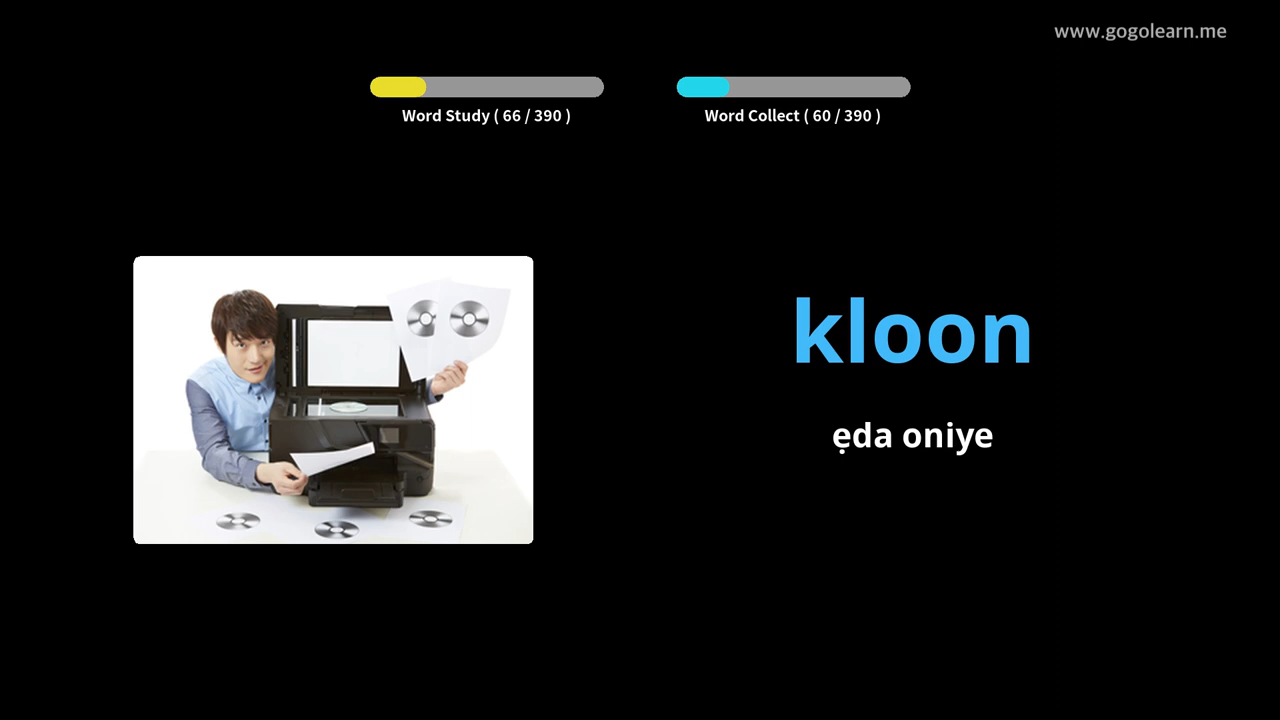 www.gogolearn.me
Word Study ( 66 / 390 )
Word Collect ( 60 / 390 )
kloon
ẹda oniye